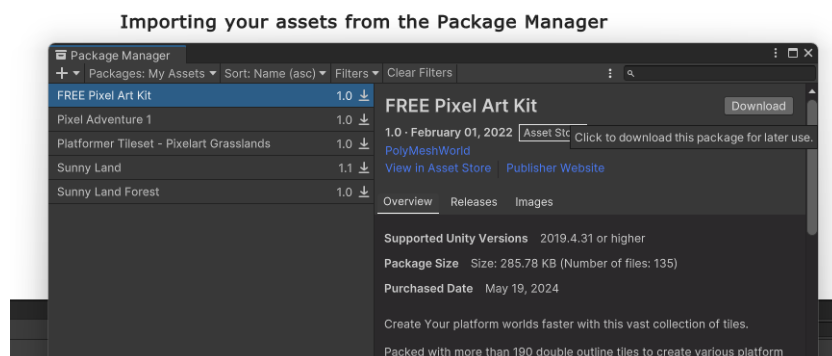 Importing your assets from the Package Manager
Package Manager
Packages: My Assets Sort: Name (asc) Filters Clear Filters
FREE Pixel Art Kit 1.0
Pixel Adventure 1 1.0
Platformer Tileset - Pixelart Grasslands 1.0
Sunny Land 1.1
Sunny Land Forest 1.0
FREE Pixel Art Kit Download
1.0 · February 01, 2022 Asset Sto
Click to download this package for later use.
PolyMeshWorld
View in Asset Store Publisher Website
Overview Releases Images
Supported Unity Versions 2019.4.31 or higher
Package Size Size: 285.78 KB (Number of files: 135)
Purchased Date May 19, 2024
Create Your platform worlds faster with this vast collection of tiles.
Packed with more than 190 double outline tiles to create various platform